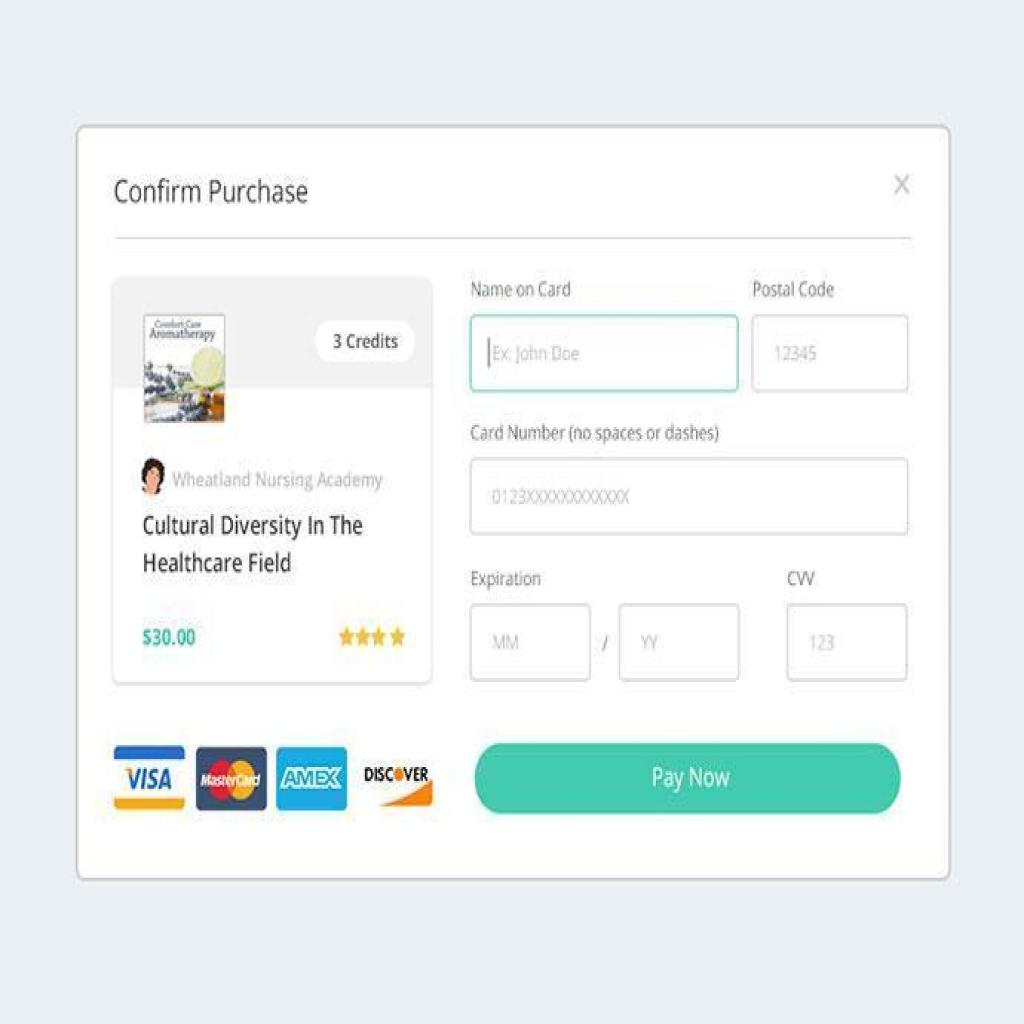 Confirm Purchase
X
Comfort Care
Aromatherapy
3 Credits
Wheatland Nursing Academy
Cultural Diversity In The
Healthcare Field
$30.00
Name on Card
Postal Code
Ex. John Doe
12345
Card Number (no spaces or dashes)
0123XXXXXXXXXXXX
Expiration
CVV
MM / YY
123
VISA
MasterCard
AMEX
DISCOVER
Pay Now